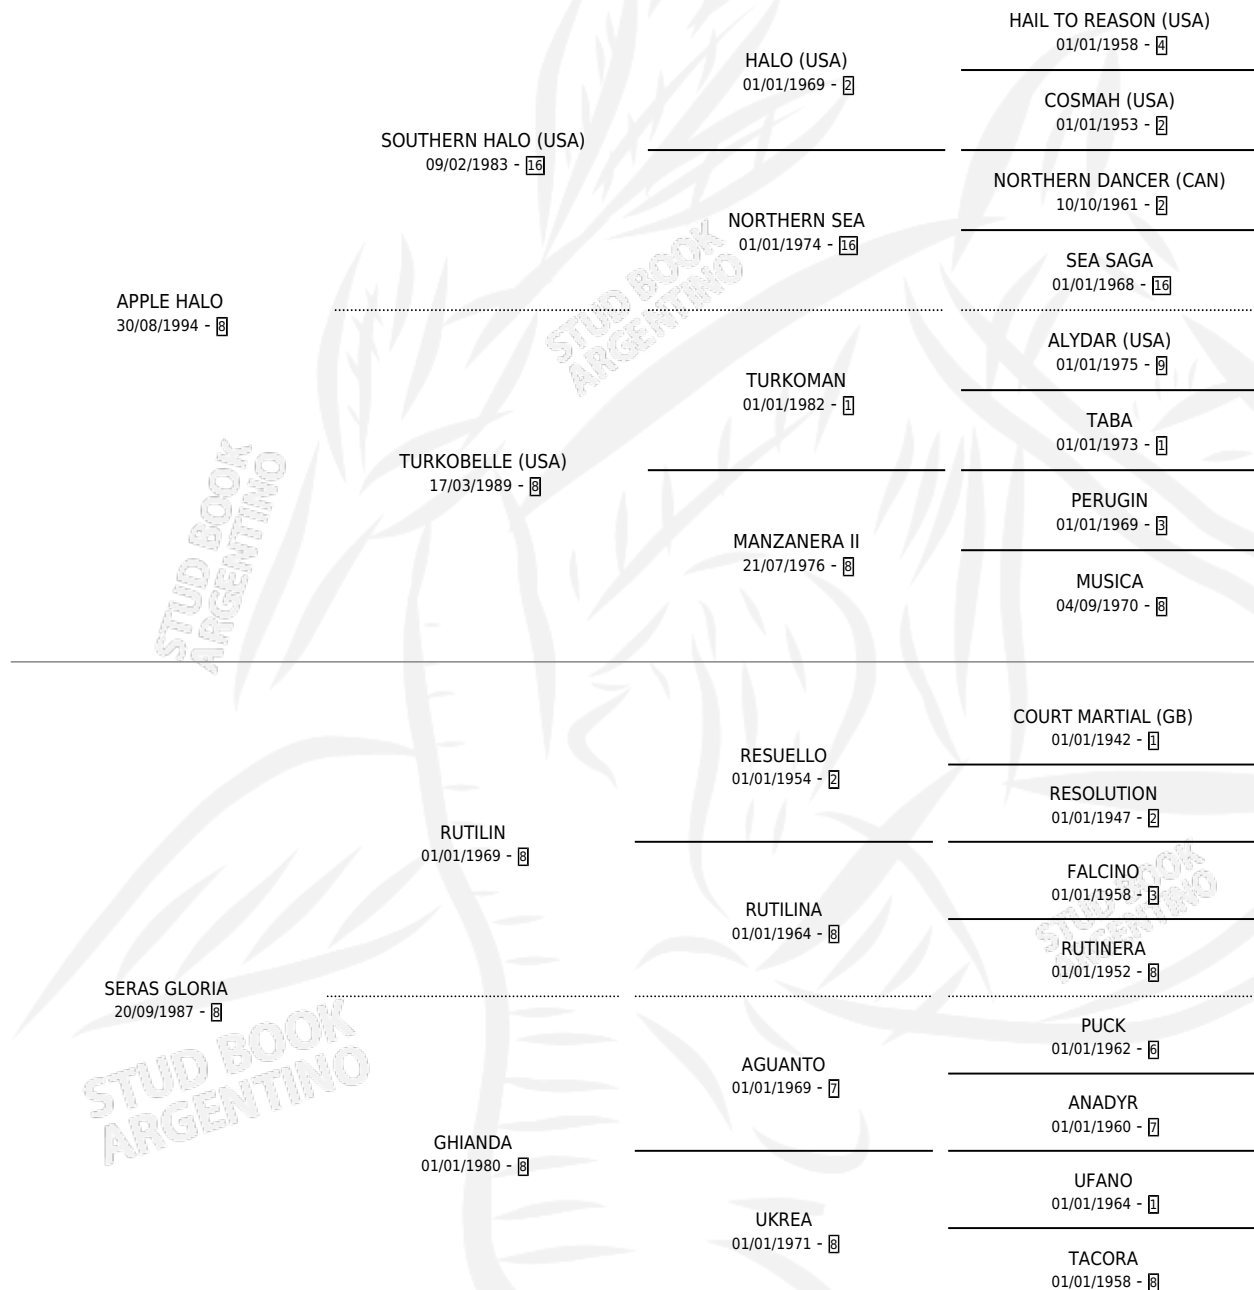 HAIL TO REASON (USA)
01/01/1958 - 4
HALO (USA)
01/01/1969 - 2
COSMAH (USA)
01/01/1953 - 2
SOUTHERN HALO (USA)
09/02/1983 - 16
NORTHERN DANCER (CAN)
10/10/1961 - 2
NORTHERN SEA
01/01/1974 - 16
SEA SAGA
01/01/1968 - 16
STUD BOOK
ARGENTINO
APPLE HALO
30/08/1994 - 8
ALYDAR (USA)
01/01/1975 - 9
TURKOMAN
01/01/1982 - 1
TABA
01/01/1973 - 1
TURKOBELLE (USA)
17/03/1989 - 8
PERUGIN
01/01/1969 - 3
MANZANERA II
21/07/1976 - 8
MUSICA
04/09/1970 - 8
STUD BOOK
ARGENTINO
COURT MARTIAL (GB)
01/01/1942 - 1
RESUELLO
01/01/1954 - 2
RESOLUTION
01/01/1947 - 2
RUTILIN
01/01/1969 - 8
FALCINO
01/01/1958 - 3
RUTILINA
01/01/1964 - 8
RUTINERA
01/01/1952 - 8
STUD BOOK
ARGENTINO
SERAS GLORIA
20/09/1987 - 8
PUCK
01/01/1962 - 6
AGUANTO
01/01/1969 - 7
ANADYR
01/01/1960 - 7
GHIANDA
01/01/1980 - 8
UFANO
01/01/1964 - 1
UKREA
01/01/1971 - 8
TACORA
01/01/1958 - 8
STUD BOOK
ARGENTINO